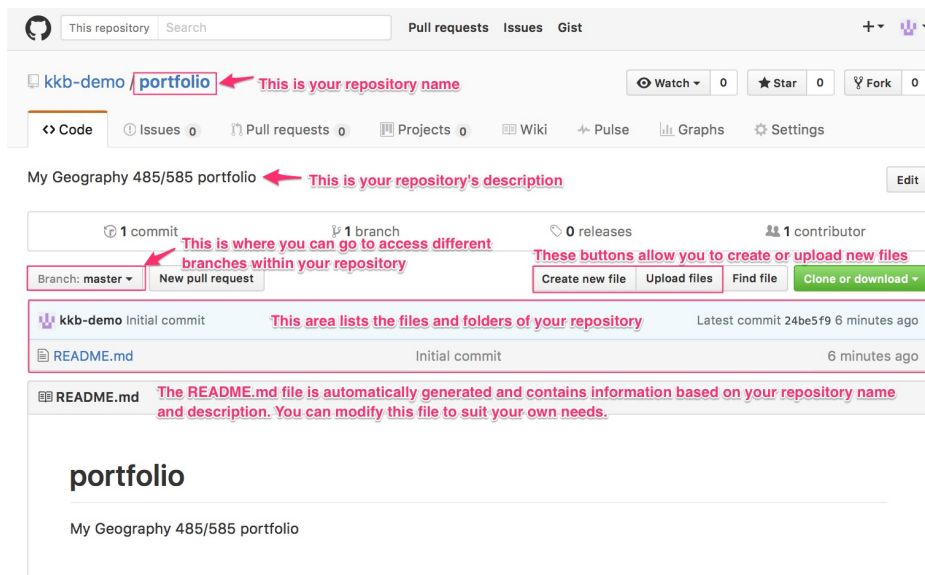 This repository Search Pull requests Issues Gist
kkb-demo / portfolio This is your repository name Watch 0 Star 0 Fork 0
Code Issues 0 Pull requests 0 Projects 0 Wiki Pulse Graphs Settings
My Geography 485/585 portfolio This is your repository's description Edit
1 commit 1 branch 0 releases 1 contributor
This is where you can go to access different
branches within your repository
These buttons allow you to create or upload new files
Branch: master New pull request Create new file Upload files Find file Clone or download
kkb-demo Initial commit This area lists the files and folders of your repository Latest commit 24be5f9 6 minutes ago
README.md Initial commit 6 minutes ago
README.md The README.md file is automatically generated and contains information based on your repository name
and description. You can modify this file to suit your own needs.
portfolio
My Geography 485/585 portfolio